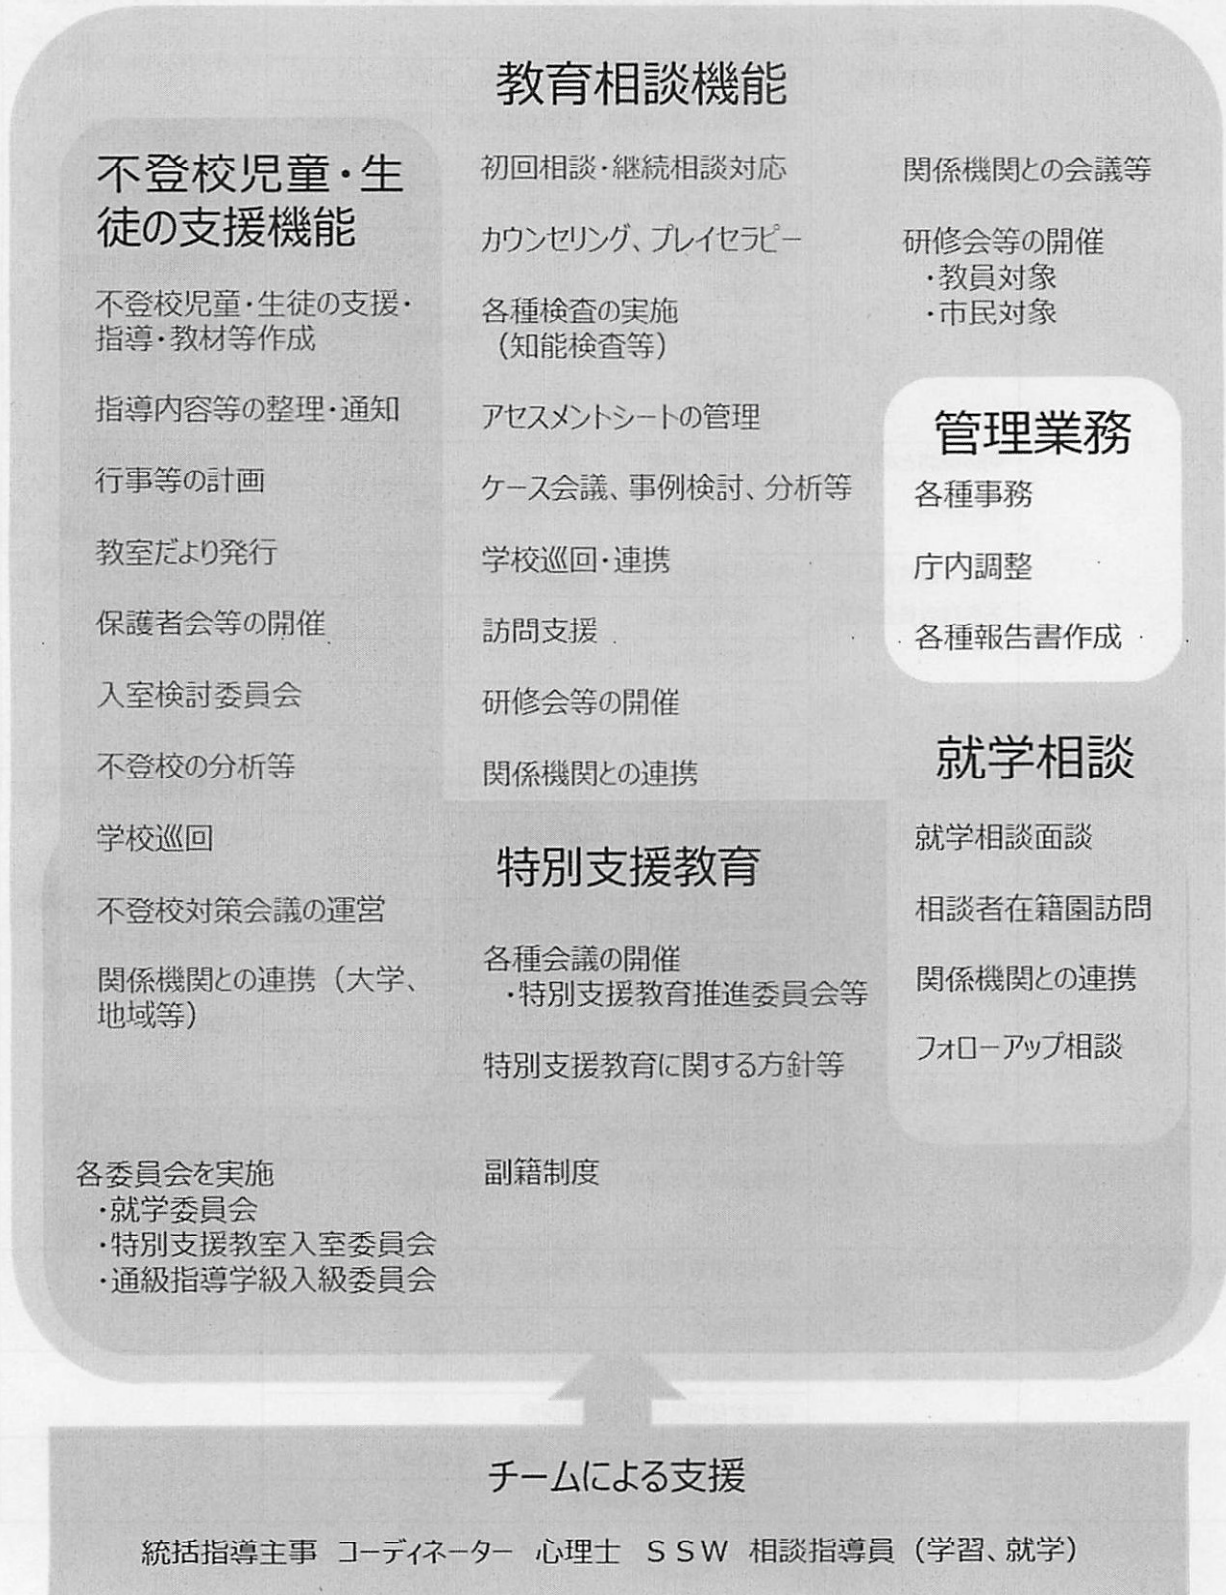 教育相談機能
不登校児童・生
徒の支援機能
不登校児童・生徒の支援・
指導・教材等作成
指導内容等の整理・通知
行事等の計画
教室だより発行
保護者会等の開催
入室検討委員会
不登校の分析等
学校巡回
不登校対策会議の運営
関係機関との連携（大学、
地域等）
初回相談・継続相談対応
カウンセリング、プレイセラピー
各種検査の実施
（知能検査等）
アセスメントシートの管理
ケース会議、事例検討、分析等
学校巡回・連携
訪問支援
研修会等の開催
関係機関との連携
関係機関との会議等
研修会等の開催
・教員対象
・市民対象
管理業務
各種事務
庁内調整
各種報告書作成
就学相談
就学相談面談
相談者在籍園訪問
関係機関との連携
フォローアップ相談
特別支援教育
各種会議の開催
・特別支援教育推進委員会等
特別支援教育に関する方針等
副籍制度
各委員会を実施
・就学委員会
・特別支援教室入室委員会
・通級指導学級入級委員会
チームによる支援
統括指導主事 コーディネーター 心理士 ＳＳＷ 相談指導員（学習、就学）